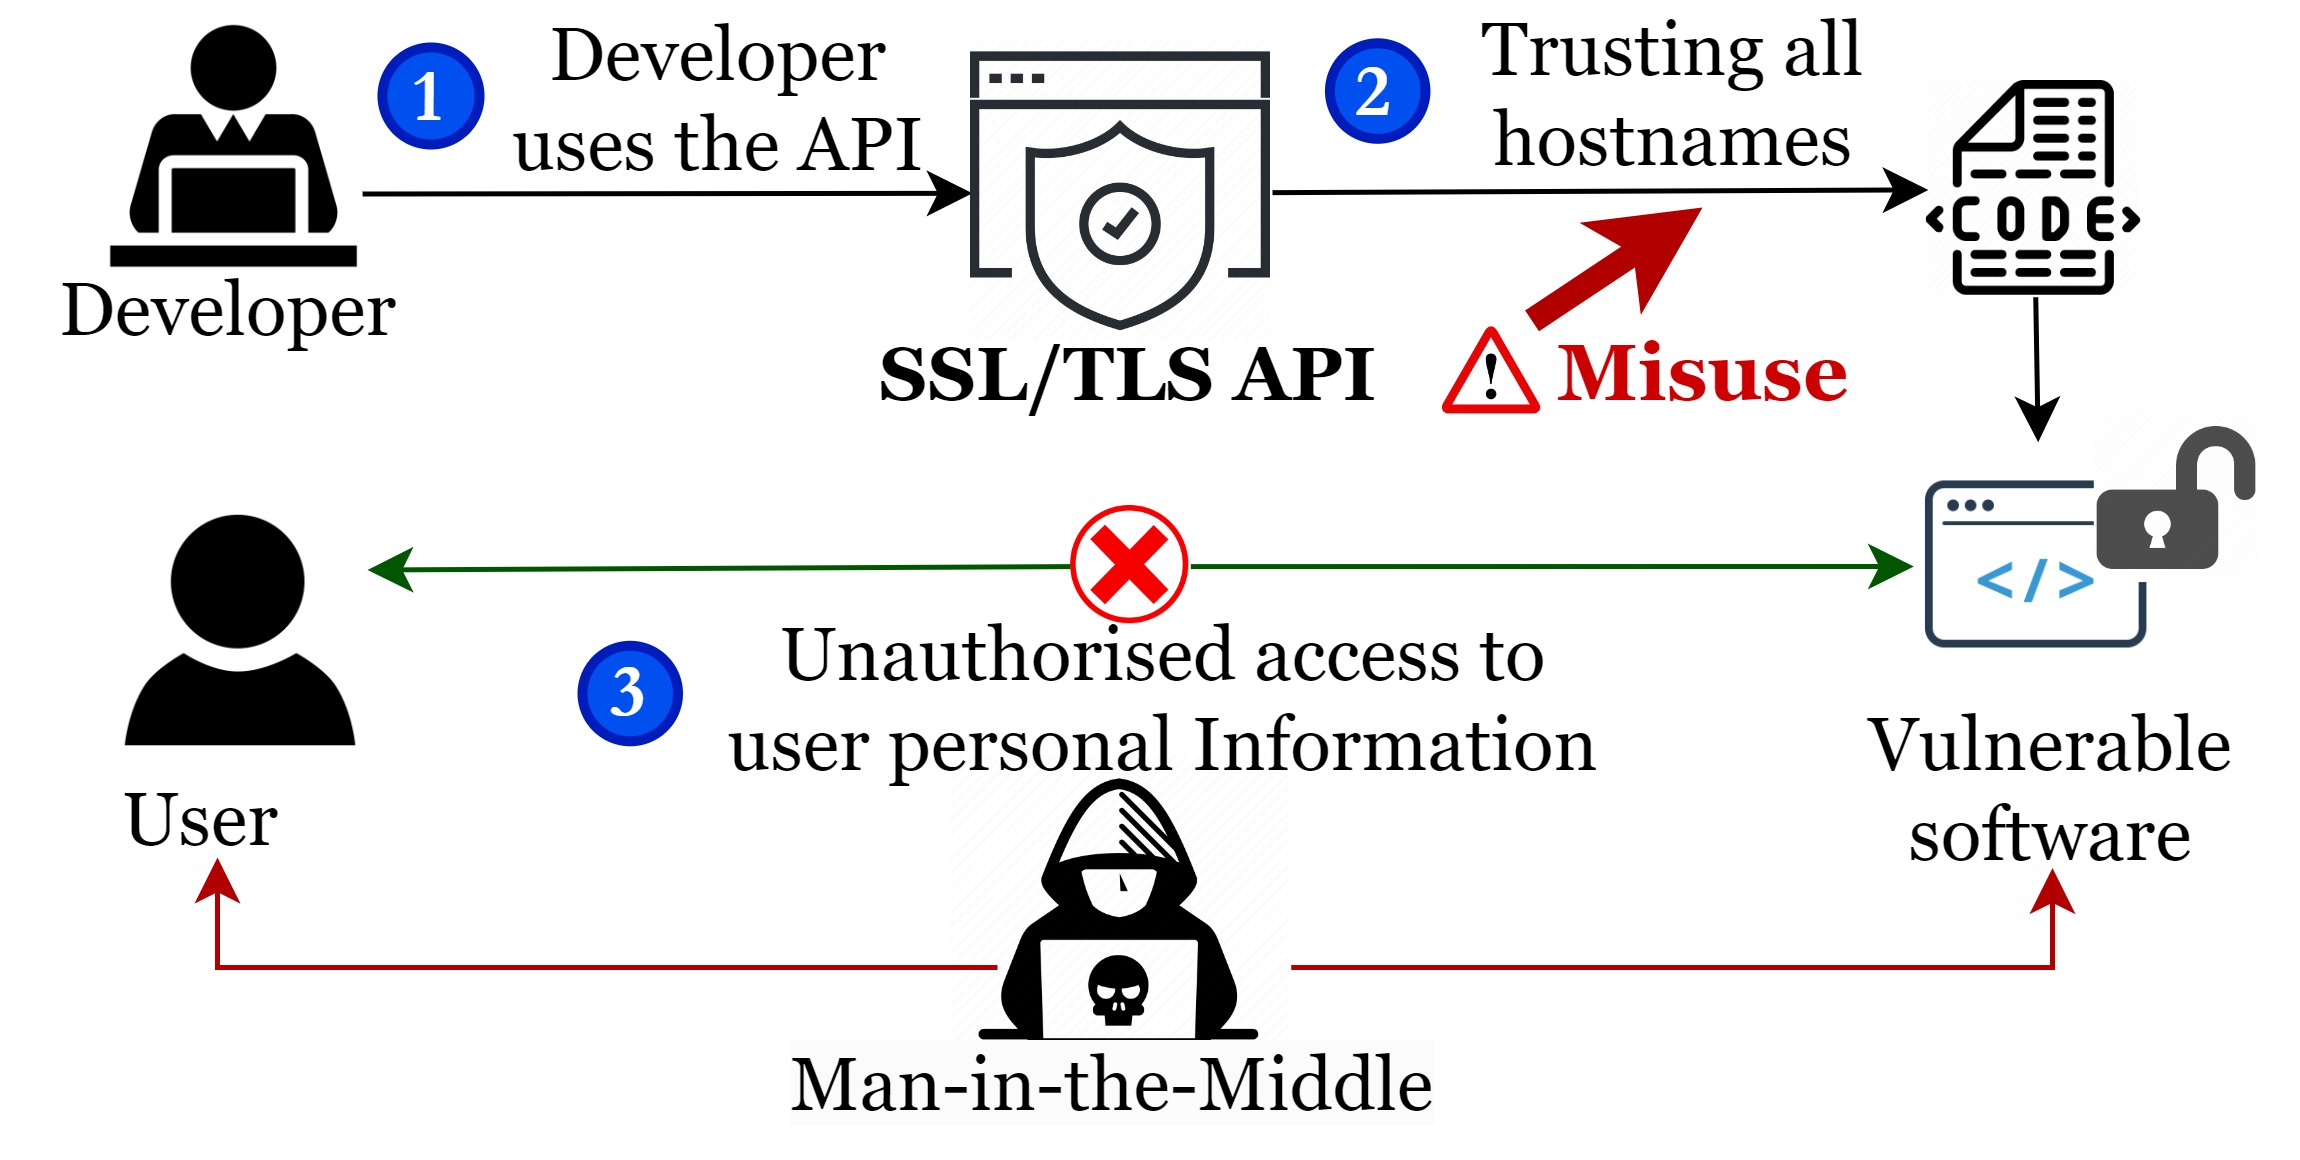 1
Developer
uses the API
2
Trusting all
hostnames
<CODE>
Developer
SSL/TLS API
! Misuse
</>
3
Unauthorised access to
user personal Information
User
Vulnerable
software
Man-in-the-Middle